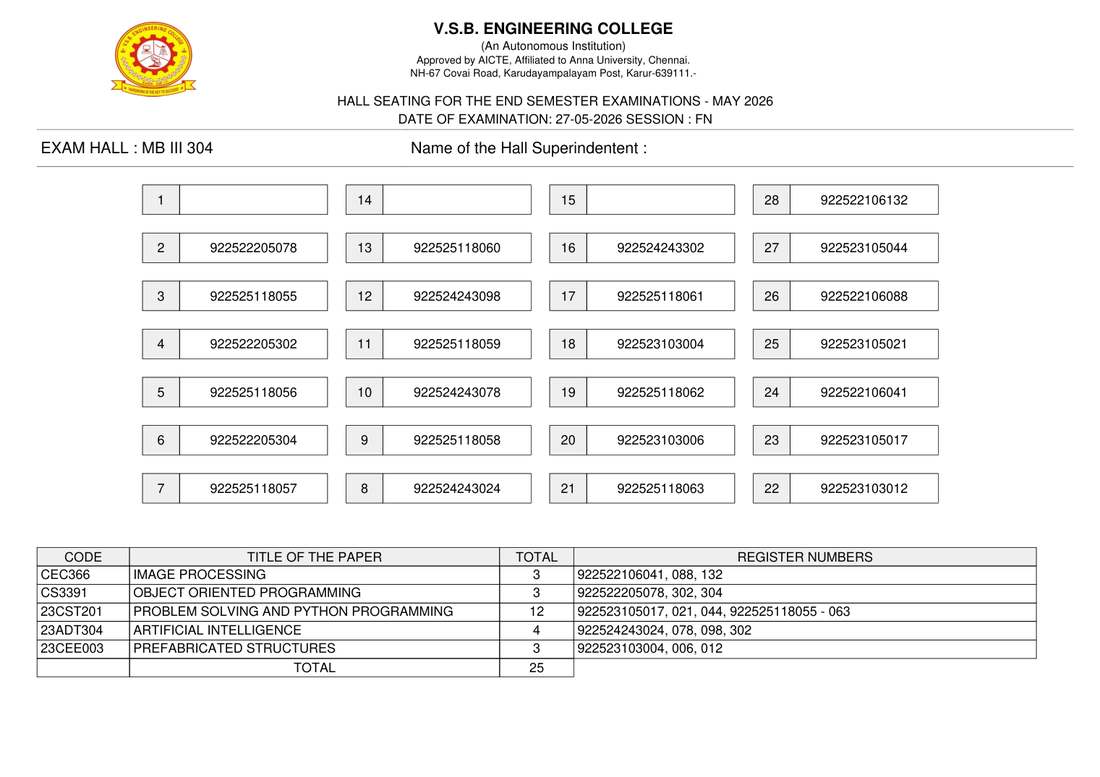 V.S.B. ENGINEERING COLLEGE
(An Autonomous Institution)
Approved by AICTE, Affiliated to Anna University, Chennai.
NH-67 Covai Road, Karudayampalayam Post, Karur-639111.-
HALL SEATING FOR THE END SEMESTER EXAMINATIONS - MAY 2026
DATE OF EXAMINATION: 27-05-2026 SESSION : FN
EXAM HALL : MB III 304 Name of the Hall Superindentent :
1 14 15 28 922522106132
2 922522205078 13 922525118060 16 922524243302 27 922523105044
3 922525118055 12 922524243098 17 922525118061 26 922522106088
4 922522205302 11 922525118059 18 922523103004 25 922523105021
5 922525118056 10 922524243078 19 922525118062 24 922522106041
6 922522205304 9 922525118058 20 922523103006 23 922523105017
7 922525118057 8 922524243024 21 922525118063 22 922523103012
CODE TITLE OF THE PAPER TOTAL REGISTER NUMBERS
CEC366 IMAGE PROCESSING 3 922522106041, 088, 132
CS3391 OBJECT ORIENTED PROGRAMMING 3 922522205078, 302, 304
23CST201 PROBLEM SOLVING AND PYTHON PROGRAMMING 12 922523105017, 021, 044, 922525118055 - 063
23ADT304 ARTIFICIAL INTELLIGENCE 4 922524243024, 078, 098, 302
23CEE003 PREFABRICATED STRUCTURES 3 922523103004, 006, 012
TOTAL 25